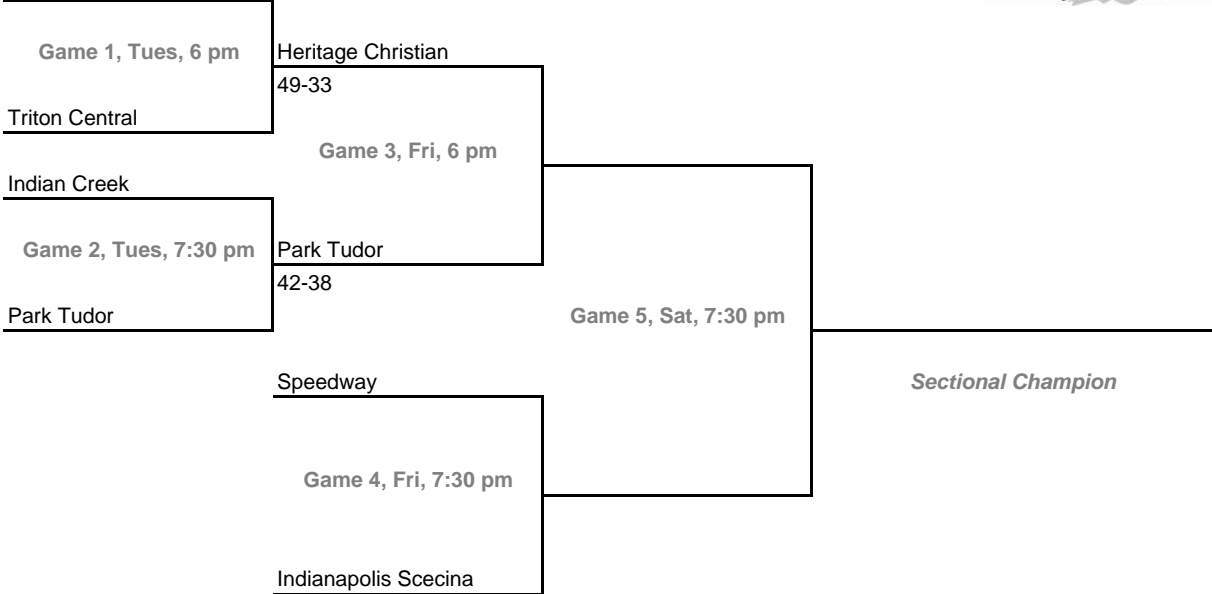 Game 1, Tues, 6 pm
Heritage Christian
49-33
Triton Central
Game 3, Fri, 6 pm
Indian Creek
Game 2, Tues, 7:30 pm
Park Tudor
42-38
Park Tudor
Game 5, Sat, 7:30 pm
Speedway
Sectional Champion
Game 4, Fri, 7:30 pm
Indianapolis Scecina